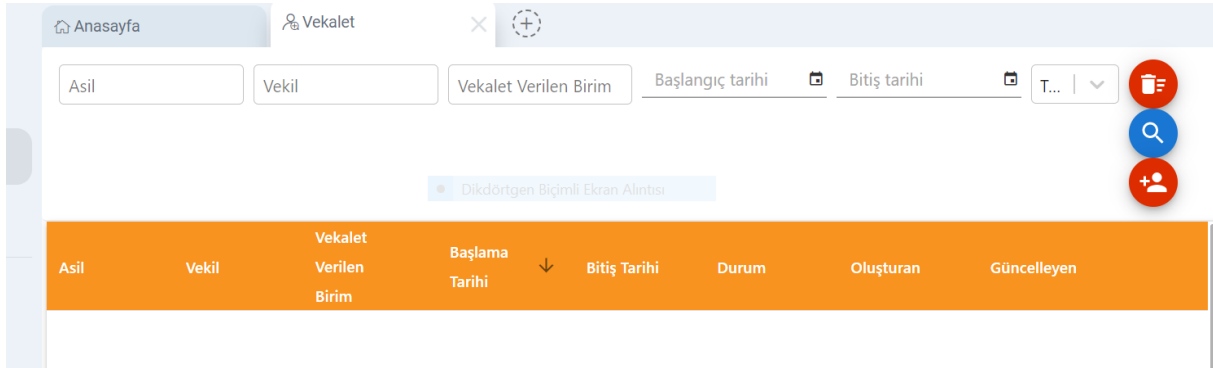 Anasayfa
Vekalet
Asil
Vekil
Vekalet Verilen Birim
Başlangıç tarihi
Bitiş tarihi
T...
Dikdörtgen Biçimli Ekran Alıntısı
Asil
Vekil
Vekalet
Verilen
Birim
Başlama
Tarihi
Bitiş Tarihi
Durum
Oluşturan
Güncelleyen